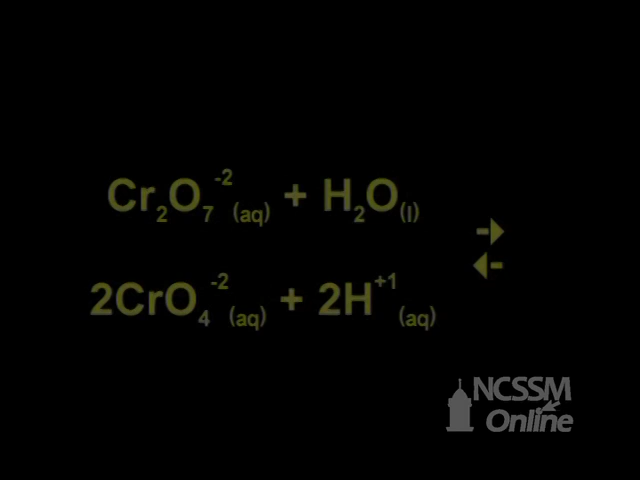 Cr₂O₇⁻²(aq) + H₂O(l)
→
←
2CrO₄⁻²(aq) + 2H⁺¹(aq)
NCSSM
Online